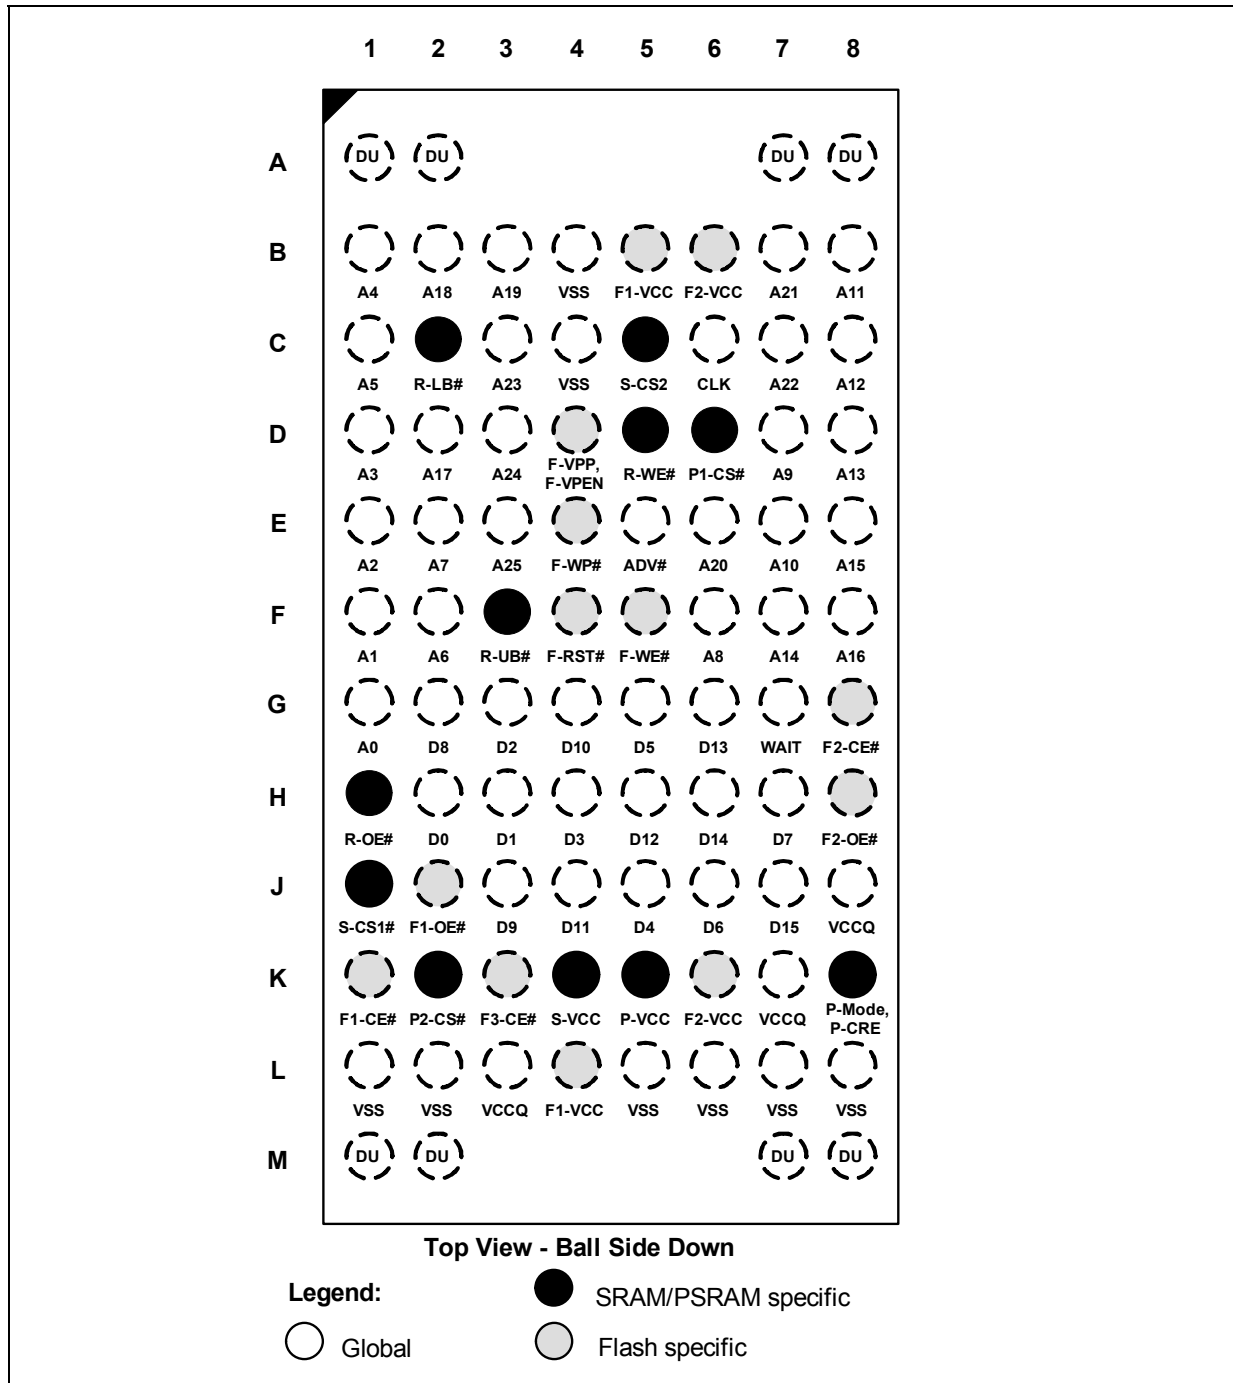 1 2 3 4 5 6 7 8
A DU DU DU DU
B
A4 A18 A19 VSS F1-VCC F2-VCC A21 A11
C
A5 R-LB# A23 VSS S-CS2 CLK A22 A12
D
A3 A17 A24 F-VPP, F-VPEN R-WE# P1-CS# A9 A13
E
A2 A7 A25 F-WP# ADV# A20 A10 A15
F
A1 A6 R-UB# F-RST# F-WE# A8 A14 A16
G
A0 D8 D2 D10 D5 D13 WAIT F2-CE#
H
R-OE# D0 D1 D3 D12 D14 D7 F2-OE#
J
S-CS1# F1-OE# D9 D11 D4 D6 D15 VCCQ
K
F1-CE# P2-CS# F3-CE# S-VCC P-VCC F2-VCC VCCQ P-Mode, P-CRE
L
VSS VSS VCCQ F1-VCC VSS VSS VSS VSS
M DU DU DU DU
Top View - Ball Side Down
Legend:
SRAM/PSRAM specific
Global
Flash specific